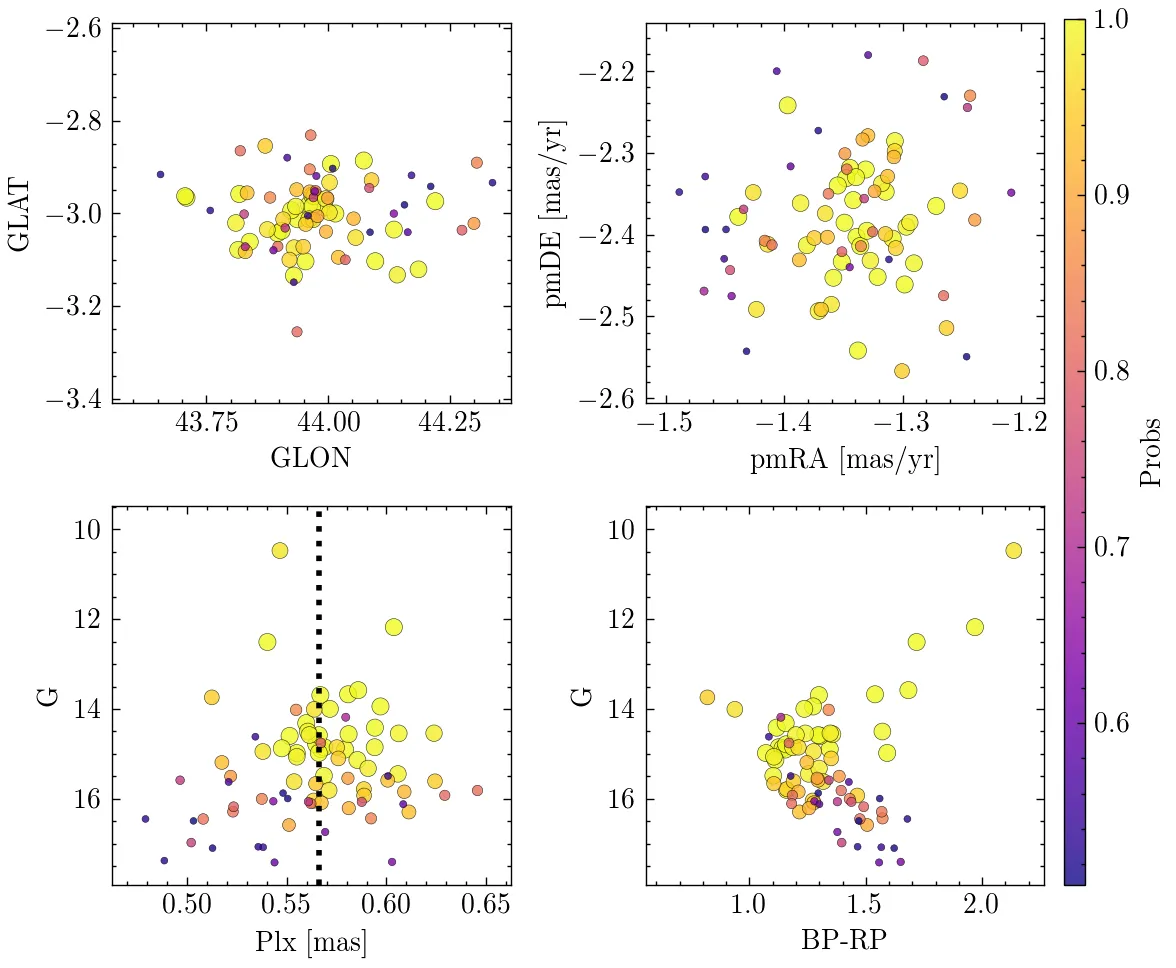 −2.6
−2.8
−3.0
−3.2
−3.4
GLAT
43.75 44.00 44.25
GLON
−2.2
−2.3
−2.4
−2.5
−2.6
pmDE [mas/yr]
−1.5 −1.4 −1.3 −1.2
pmRA [mas/yr]
10
12
14
16
G
0.50 0.55 0.60 0.65
Plx [mas]
10
12
14
16
G
1.0 1.5 2.0
BP-RP
1.0
0.9
0.8
0.7
0.6
Probs